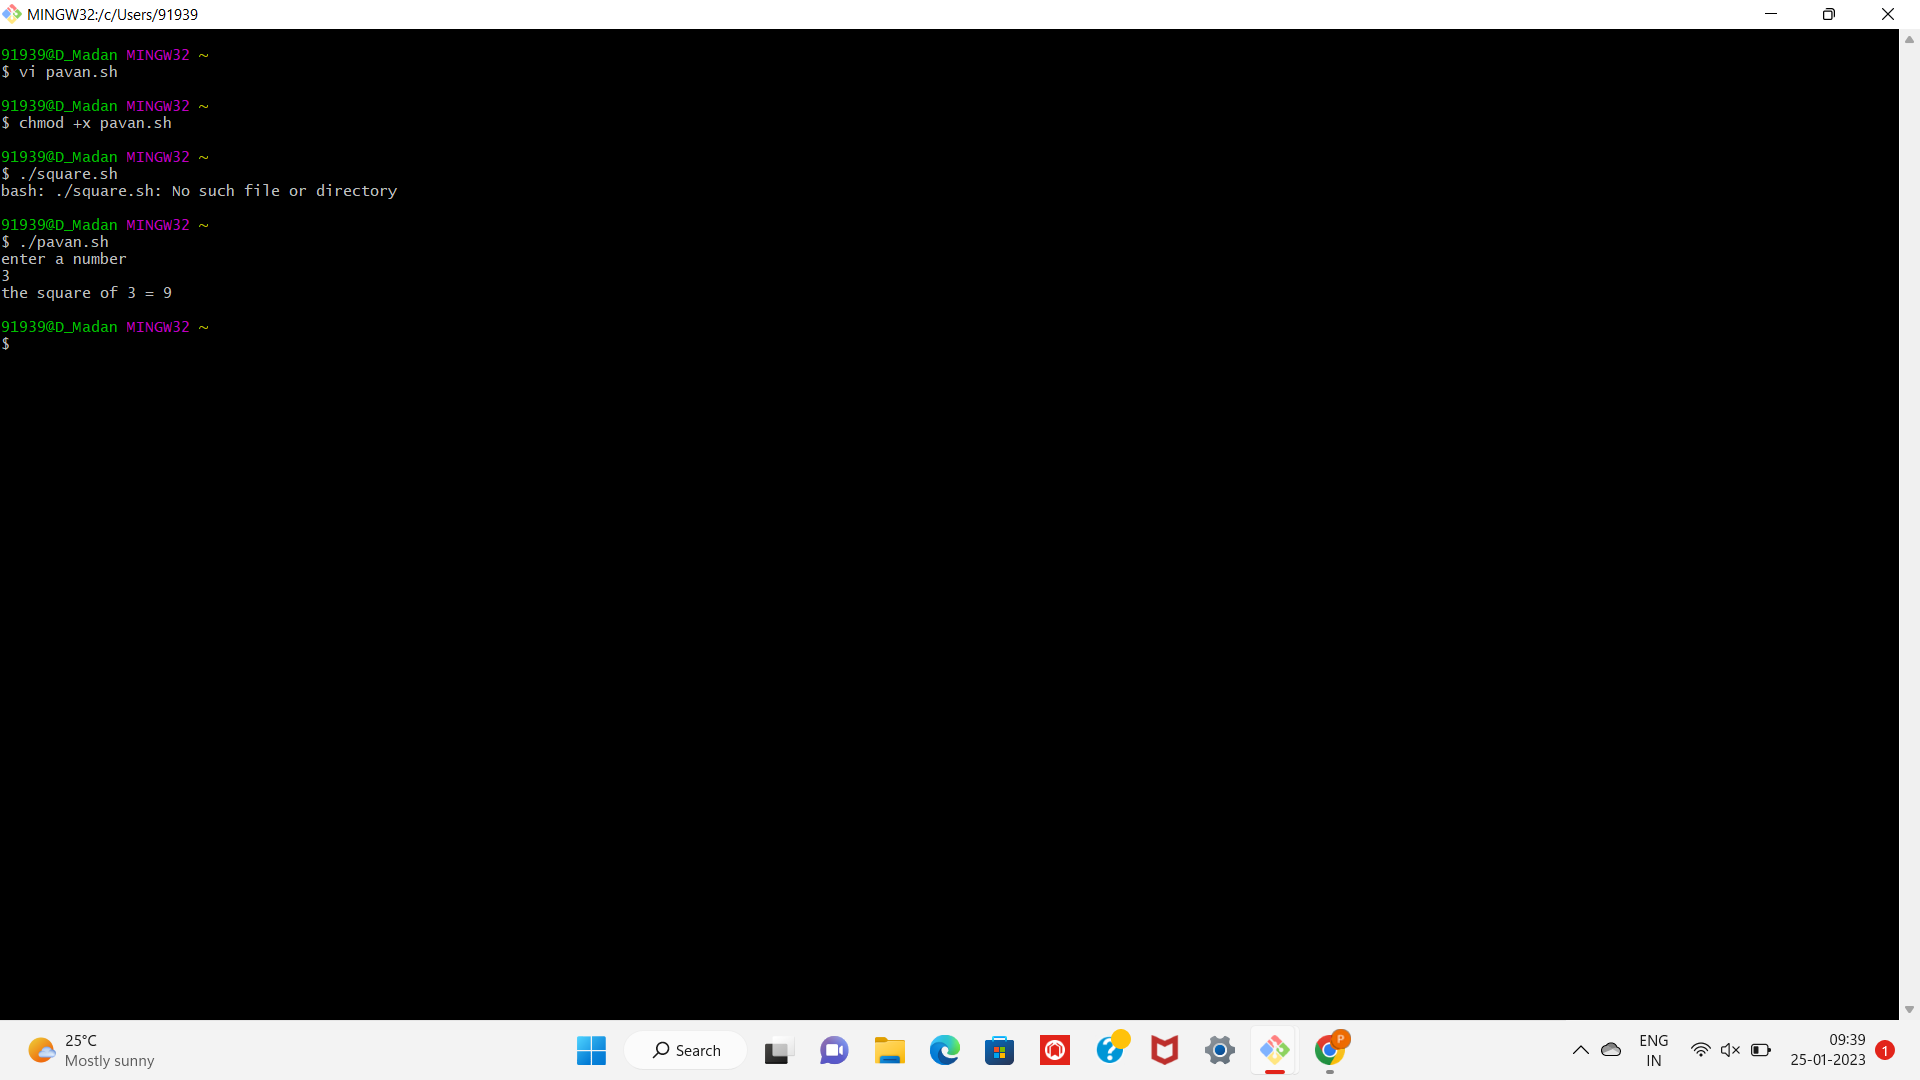 MINGW32:/c/Users/91939
91939@D_Madan MINGW32 ~
$ vi pavan.sh
91939@D_Madan MINGW32 ~
$ chmod +x pavan.sh
91939@D_Madan MINGW32 ~
$ ./square.sh
bash: ./square.sh: No such file or directory
91939@D_Madan MINGW32 ~
$ ./pavan.sh
enter a number
3
the square of 3 = 9
91939@D_Madan MINGW32 ~
$
25°C
Mostly sunny
Search
P
ENG
IN
09:39
25-01-2023
1